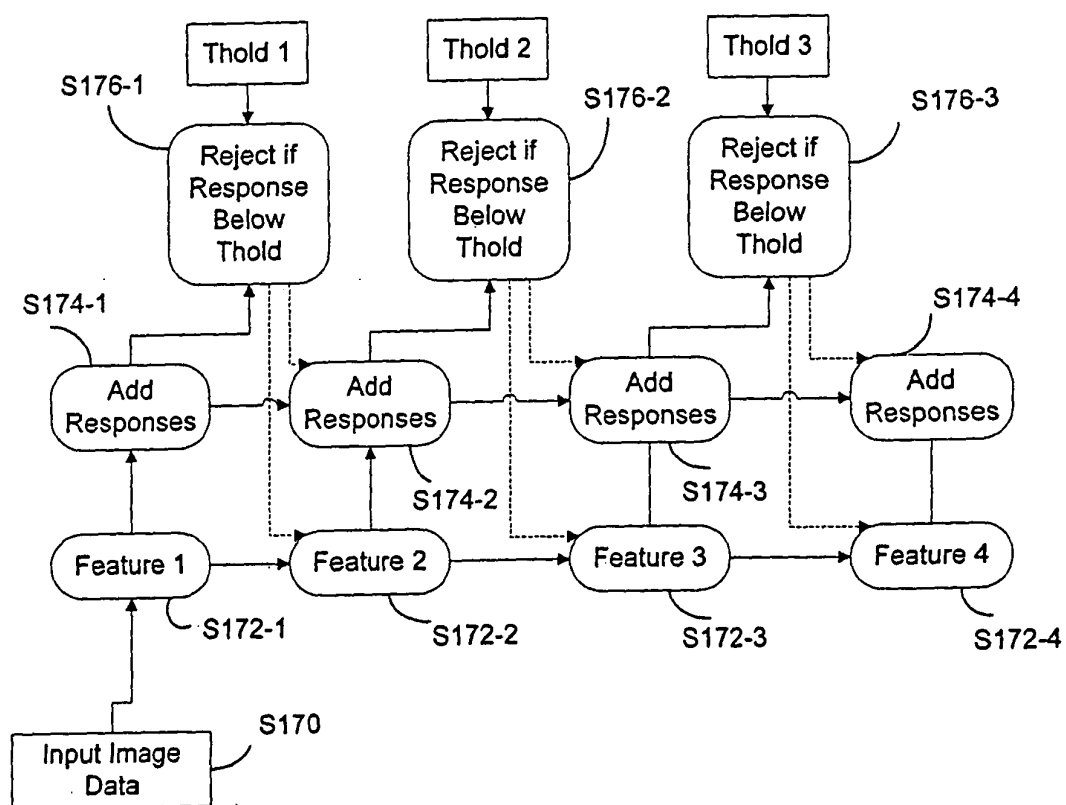 Thold 1
Thold 2
Thold 3
S176-1
S176-2
S176-3
Reject if
Response
Below
Thold
Reject if
Response
Below
Thold
Reject if
Response
Below
Thold
S174-1
S174-4
Add
Responses
Add
Responses
Add
Responses
Add
Responses
S174-2
S174-3
Feature 1
Feature 2
Feature 3
Feature 4
S172-1
S172-2
S172-3
S172-4
S170
Input Image
Data